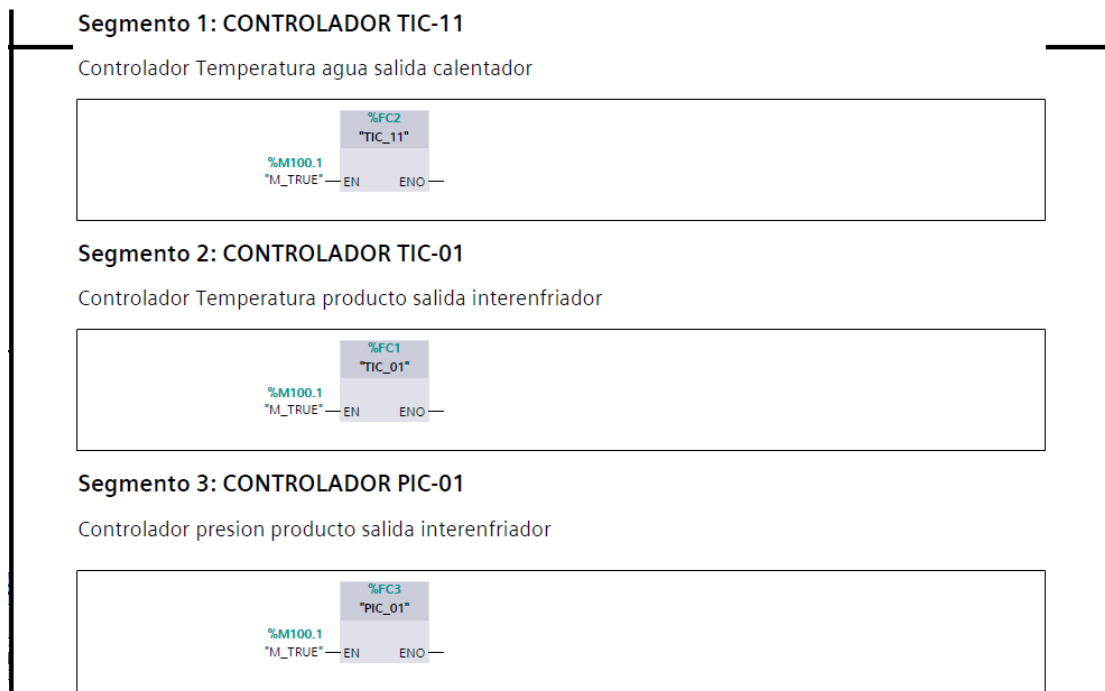 Segmento 1: CONTROLADOR TIC-11
Controlador Temperatura agua salida calentador
%FC2
"TIC_11"
%M100.1
"M_TRUE" EN ENO
Segmento 2: CONTROLADOR TIC-01
Controlador Temperatura producto salida interenfriador
%FC1
"TIC_01"
%M100.1
"M_TRUE" EN ENO
Segmento 3: CONTROLADOR PIC-01
Controlador presion producto salida interenfriador
%FC3
"PIC_01"
%M100.1
"M_TRUE" EN ENO